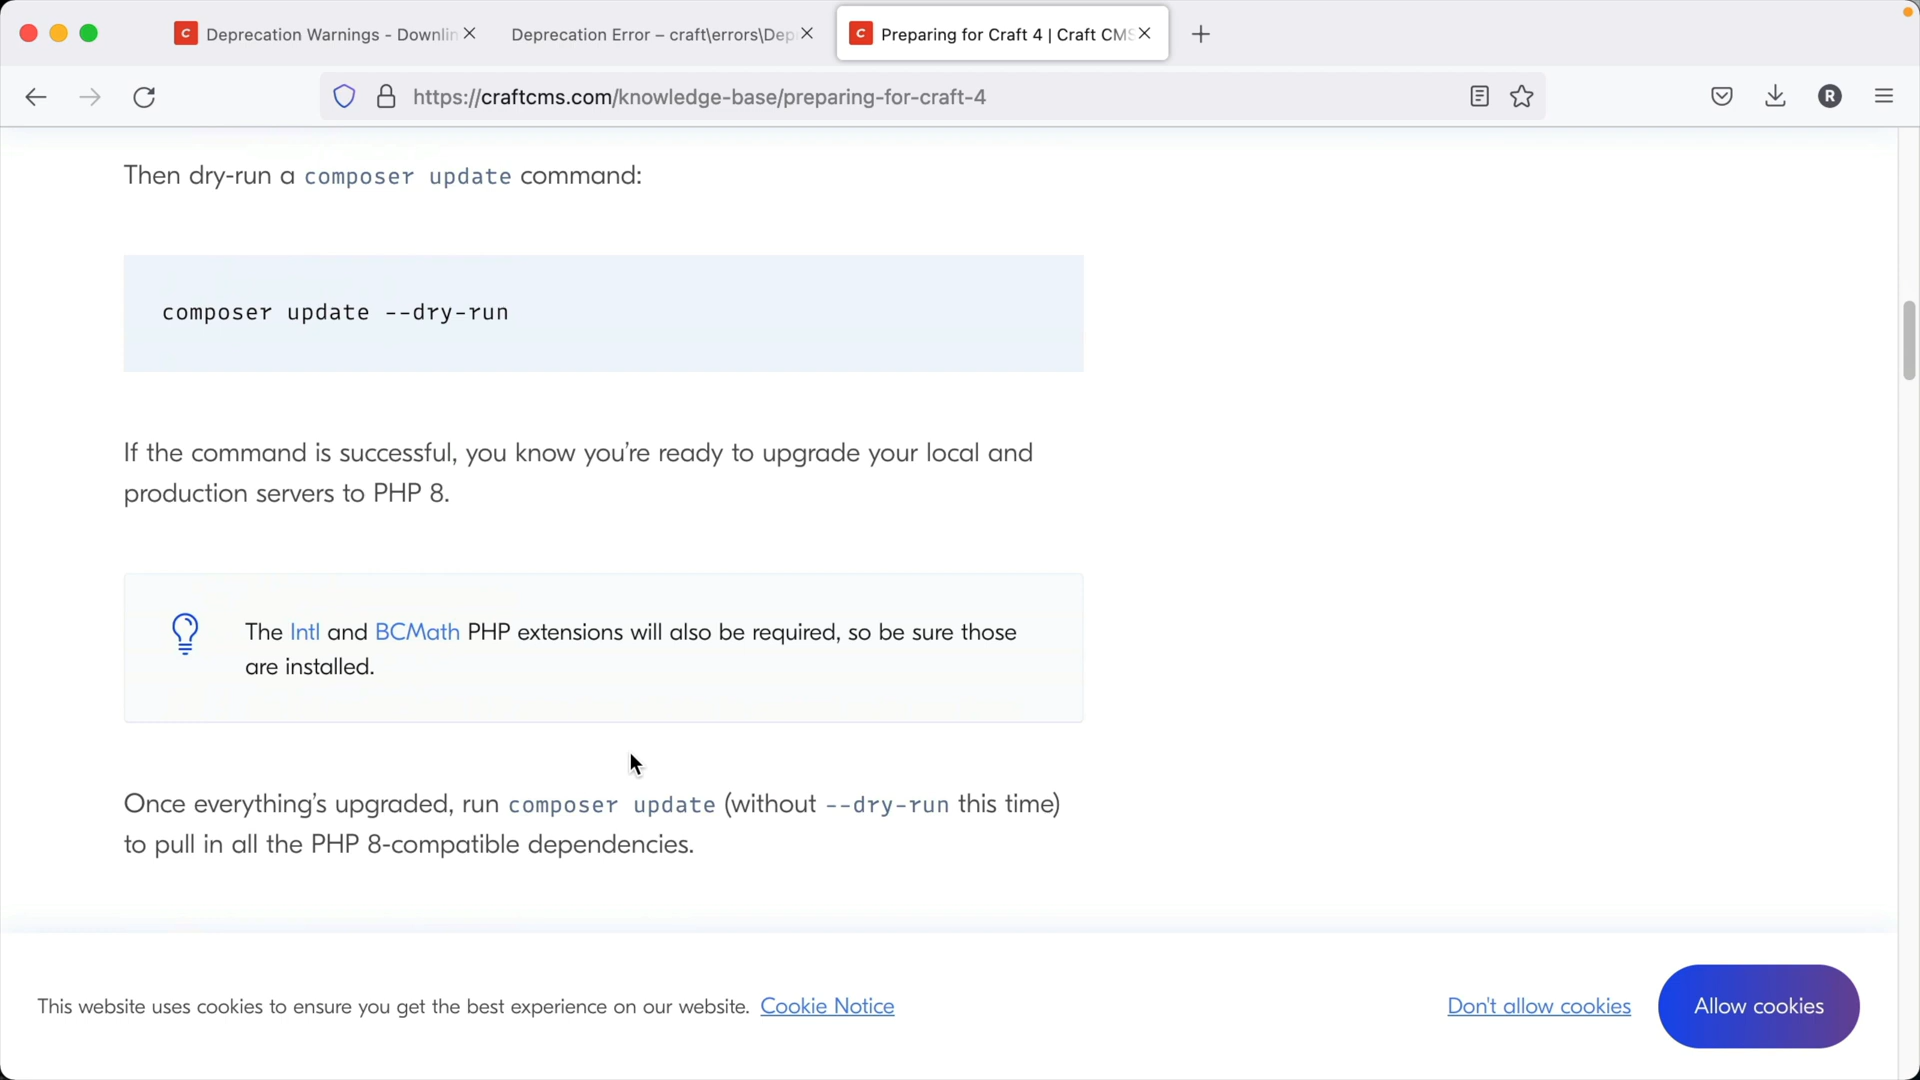 Deprecation Warnings - Downlin
Deprecation Error – craft\errors\Dep
Preparing for Craft 4 | Craft CMS
https://craftcms.com/knowledge-base/preparing-for-craft-4
R
Then dry-run a composer update command:
composer update --dry-run
If the command is successful, you know you’re ready to upgrade your local and
production servers to PHP 8.
The Intl and BCMath PHP extensions will also be required, so be sure those
are installed.
Once everything’s upgraded, run composer update (without --dry-run this time)
to pull in all the PHP 8-compatible dependencies.
This website uses cookies to ensure you get the best experience on our website. Cookie Notice
Don't allow cookies
Allow cookies